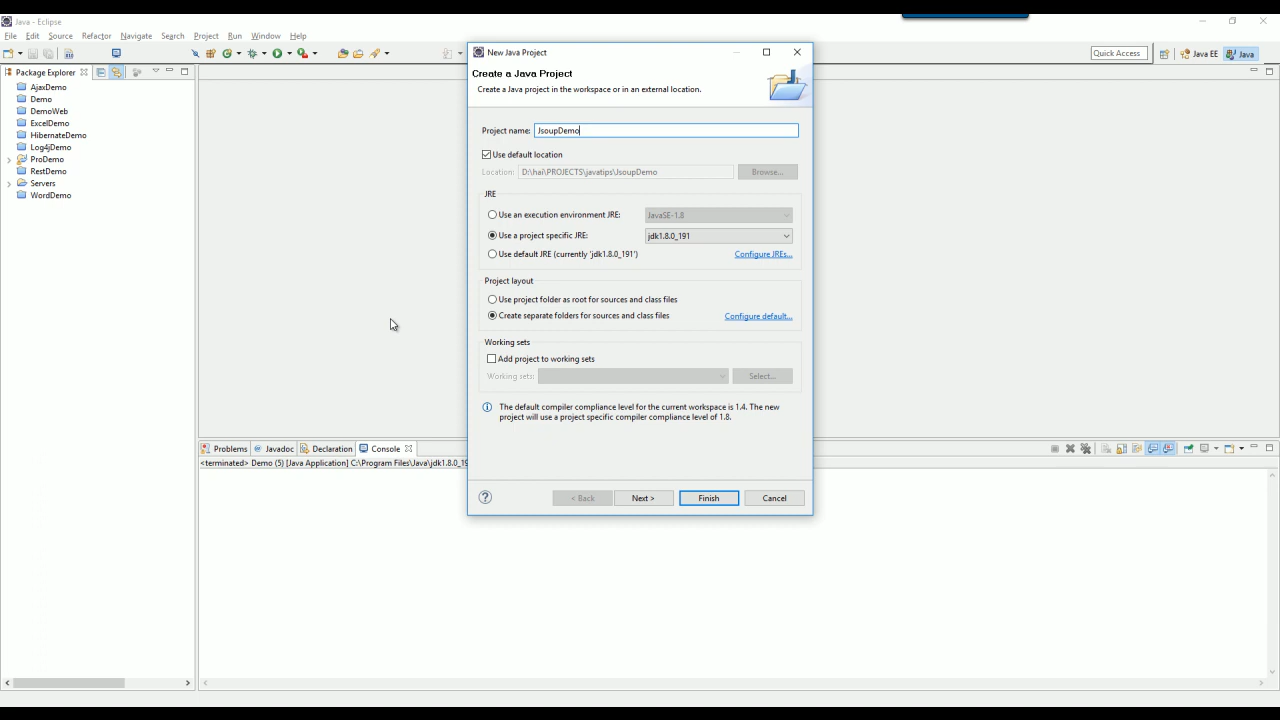 Java - Eclipse
File Edit Source Refactor Navigate Search Project Run Window Help
Quick Access
Java EE
Java
Package Explorer
AjaxDemo
Demo
DemoWeb
ExcelDemo
HibernateDemo
Log4jDemo
ProDemo
RestDemo
Servers
WordDemo
New Java Project
Create a Java Project
Create a Java project in the workspace or in an external location.
Project name: JsoupDemo
Use default location
Location: D:\hai\PROJECTS\javatips\JsoupDemo Browse...
JRE
Use an execution environment JRE: JavaSE-1.8
Use a project specific JRE: jdk1.8.0_191
Use default JRE (currently 'jdk1.8.0_191') Configure JREs...
Project layout
Use project folder as root for sources and class files
Create separate folders for sources and class files Configure default...
Working sets
Add project to working sets
Working sets: Select...
The default compiler compliance level for the current workspace is 1.4. The new
project will use a project specific compiler compliance level of 1.8.
< Back Next > Finish Cancel
Problems Javadoc Declaration Console
<terminated> Demo (5) [Java Application] C:\Program Files\Java\jdk1.8.0_19